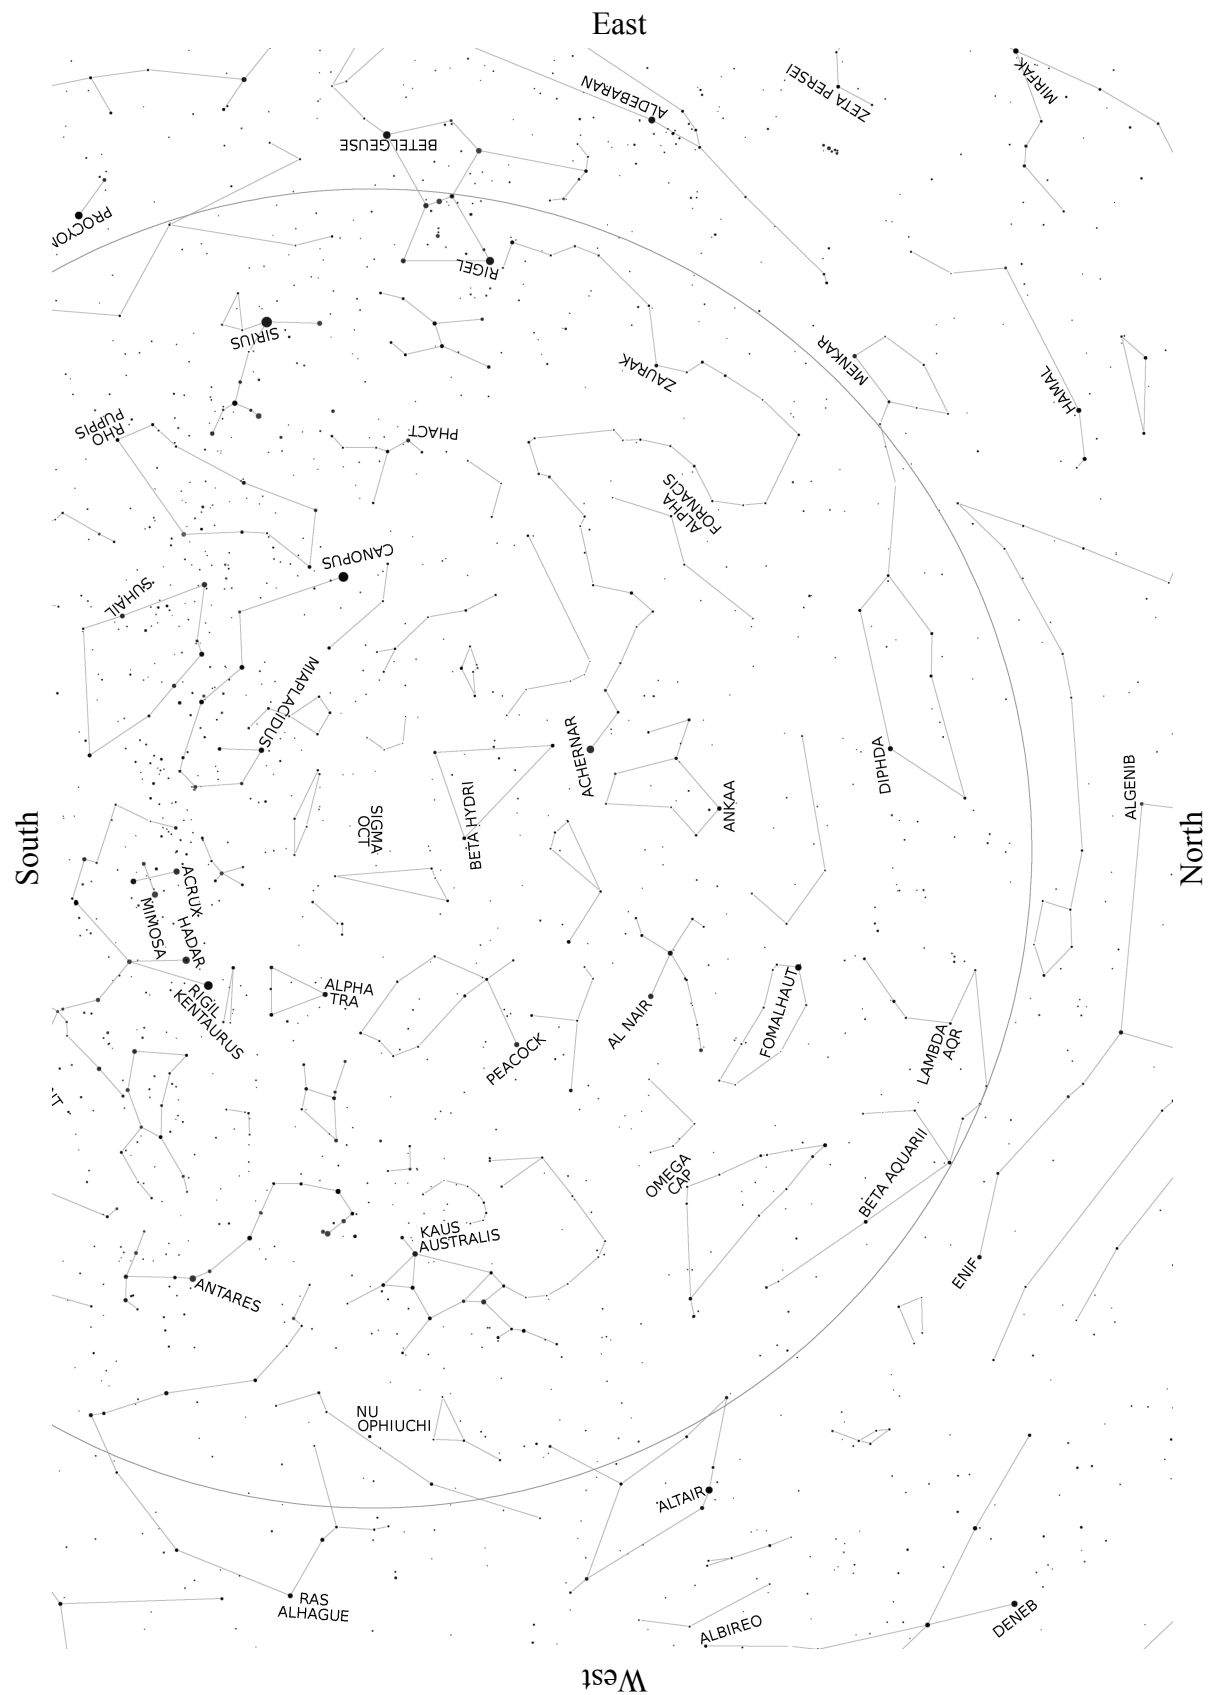 East
MIRFAK
ZETA PERSEI
ALDEBARAN
BETELGEUSE
PROCYO
RIGEL
SIRIUS
ZAURAK
MENKAR
HAMAL
RHO
PUPPIS
PHACT
ALPHA
FORNACIS
CANOPUS
SUHAIL
MIAPLACIDUS
ACHERNAR
ANKAA
DIPHDA
ALGENIB
South
SIGMA
OCT
BETA HYDRI
North
ACRUX
MIMOSA
HADAR
RIGIL
KENTAURUS
ALPHA
TRA
PEACOCK
AL NAIR
FOMALHAUT
LAMBDA
AQR
OMEGA
CAP
BETA AQUARII
ENIF
KAUS
AUSTRALIS
ANTARES
NU
OPHIUCHI
ALTAIR
RAS
ALHAGUE
ALBIREO
DENEB
West